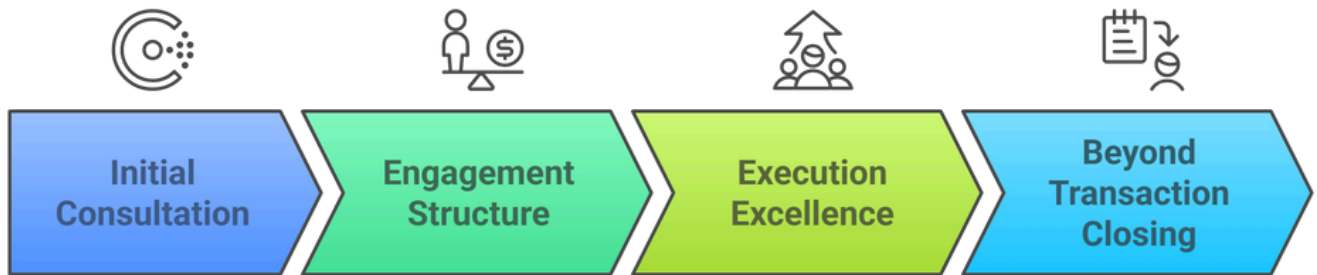 Initial
Consultation
Engagement
Structure
Execution
Excellence
Beyond
Transaction
Closing